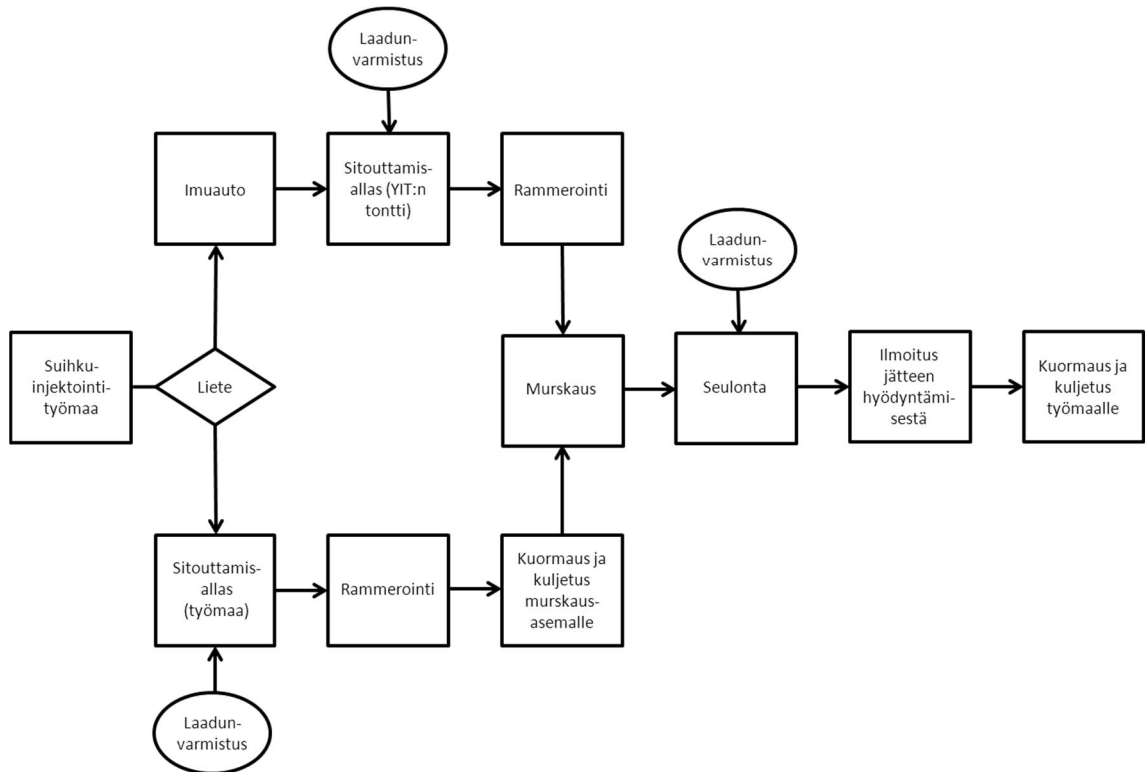 Laadun-
varmistus
Imuauto
Sitouttamis-
allas (YIT:n
tontti)
Rammerointi
Laadun-
varmistus
Suihku-
injektointi-
työmaa
Liete
Murskaus
Seulonta
Ilmoitus
jätteen
hyödyntämi-
sestä
Kuormaus ja
kuljetus
työmaalle
Sitouttamis-
allas
(työmaa)
Rammerointi
Kuormaus ja
kuljetus
murskaus-
asemalle
Laadun-
varmistus